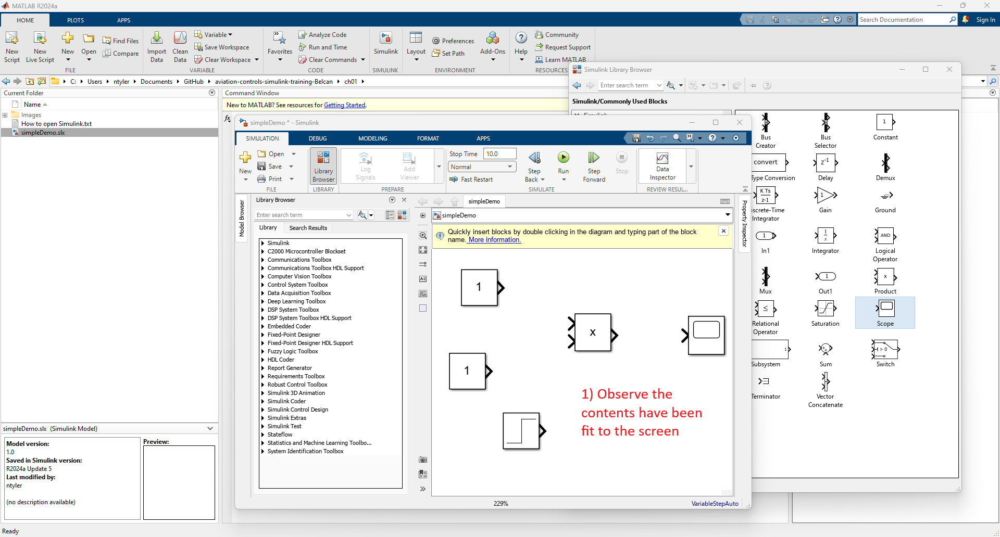 MATLAB R2024a
HOME
PLOTS
APPS
Search Documentation
Sign In
New Script
New Live Script
New
Open
Find Files
Compare
Import Data
Clean Data
Variable
Save Workspace
Clear Workspace
Favorites
Analyze Code
Run and Time
Clear Commands
Simulink
Layout
Preferences
Set Path
Add-Ons
Help
Community
Request Support
Learn MATLAB
FILE
VARIABLE
CODE
SIMULINK
ENVIRONMENT
RESOURCES
C: Users ntyler Documents GitHub aviation-controls-simulink-training-Belcan ch01
Current Folder
Name
Images
How to open Simulink.txt
simpleDemo.slx
simpleDemo.slx (Simulink Model)
Model version:
1.0
Saved in Simulink version:
R2024a Update 5
Last modified by:
ntyler
(no description available)
Preview:
Ready
Command Window
New to MATLAB? See resources for Getting Started.
fx
simpleDemo * - Simulink
SIMULATION
DEBUG
MODELING
FORMAT
APPS
New
Open
Save
Print
Library Browser
Log Signals
Add Viewer
Stop Time
10.0
Normal
Fast Restart
Step Back
Run
Step Forward
Stop
Data Inspector
FILE
LIBRARY
PREPARE
SIMULATE
REVIEW RESUL...
Model Browser
Library Browser
Enter search term
Library
Search Results
Simulink
C2000 Microcontroller Blockset
Communications Toolbox
Communications Toolbox HDL Support
Computer Vision Toolbox
Control System Toolbox
Data Acquisition Toolbox
Deep Learning Toolbox
DSP System Toolbox
DSP System Toolbox HDL Support
Embedded Coder
Fixed-Point Designer
Fixed-Point Designer HDL Support
Fuzzy Logic Toolbox
HDL Coder
Report Generator
Requirements Toolbox
Robust Control Toolbox
Simulink 3D Animation
Simulink Coder
Simulink Control Design
Simulink Extras
Simulink Test
Stateflow
Statistics and Machine Learning Toolbo...
System Identification Toolbox
simpleDemo
simpleDemo
Quickly insert blocks by double clicking in the diagram and typing part of the block
name. More information.
1
1
x
1) Observe the
contents have been
fit to the screen
Property Inspector
229%
VariableStepAuto
Simulink Library Browser
Enter search term
Simulink/Commonly Used Blocks
Bus Creator
Bus Selector
1
Constant
convert
Type Conversion
z-1
Delay
Demux
K Ts
z-1
iscrete-Time
Integrator
1
Gain
Ground
1
In1
1
s
Integrator
AND
Logical Operator
Mux
1
Out1
x
Product
≤
Relational Operator
Saturation
Scope
1
Subsystem
Sum
> 0
Switch
Terminator
Vector Concatenate